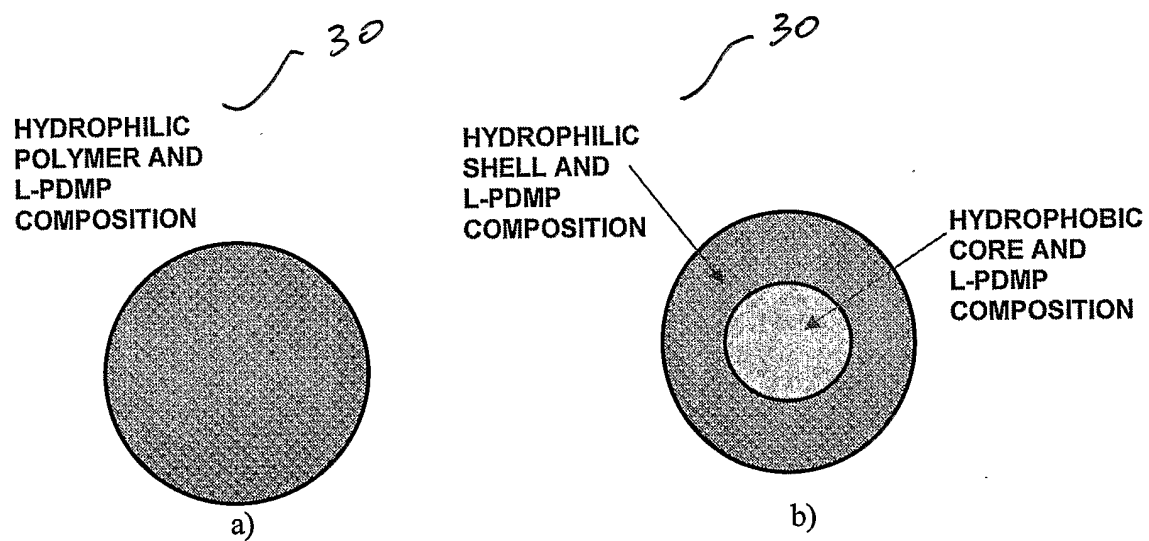 30
HYDROPHILIC
POLYMER AND
L-PDMP
COMPOSITION
a)
30
HYDROPHILIC
SHELL AND
L-PDMP
COMPOSITION
HYDROPHOBIC
CORE AND
L-PDMP
COMPOSITION
b)